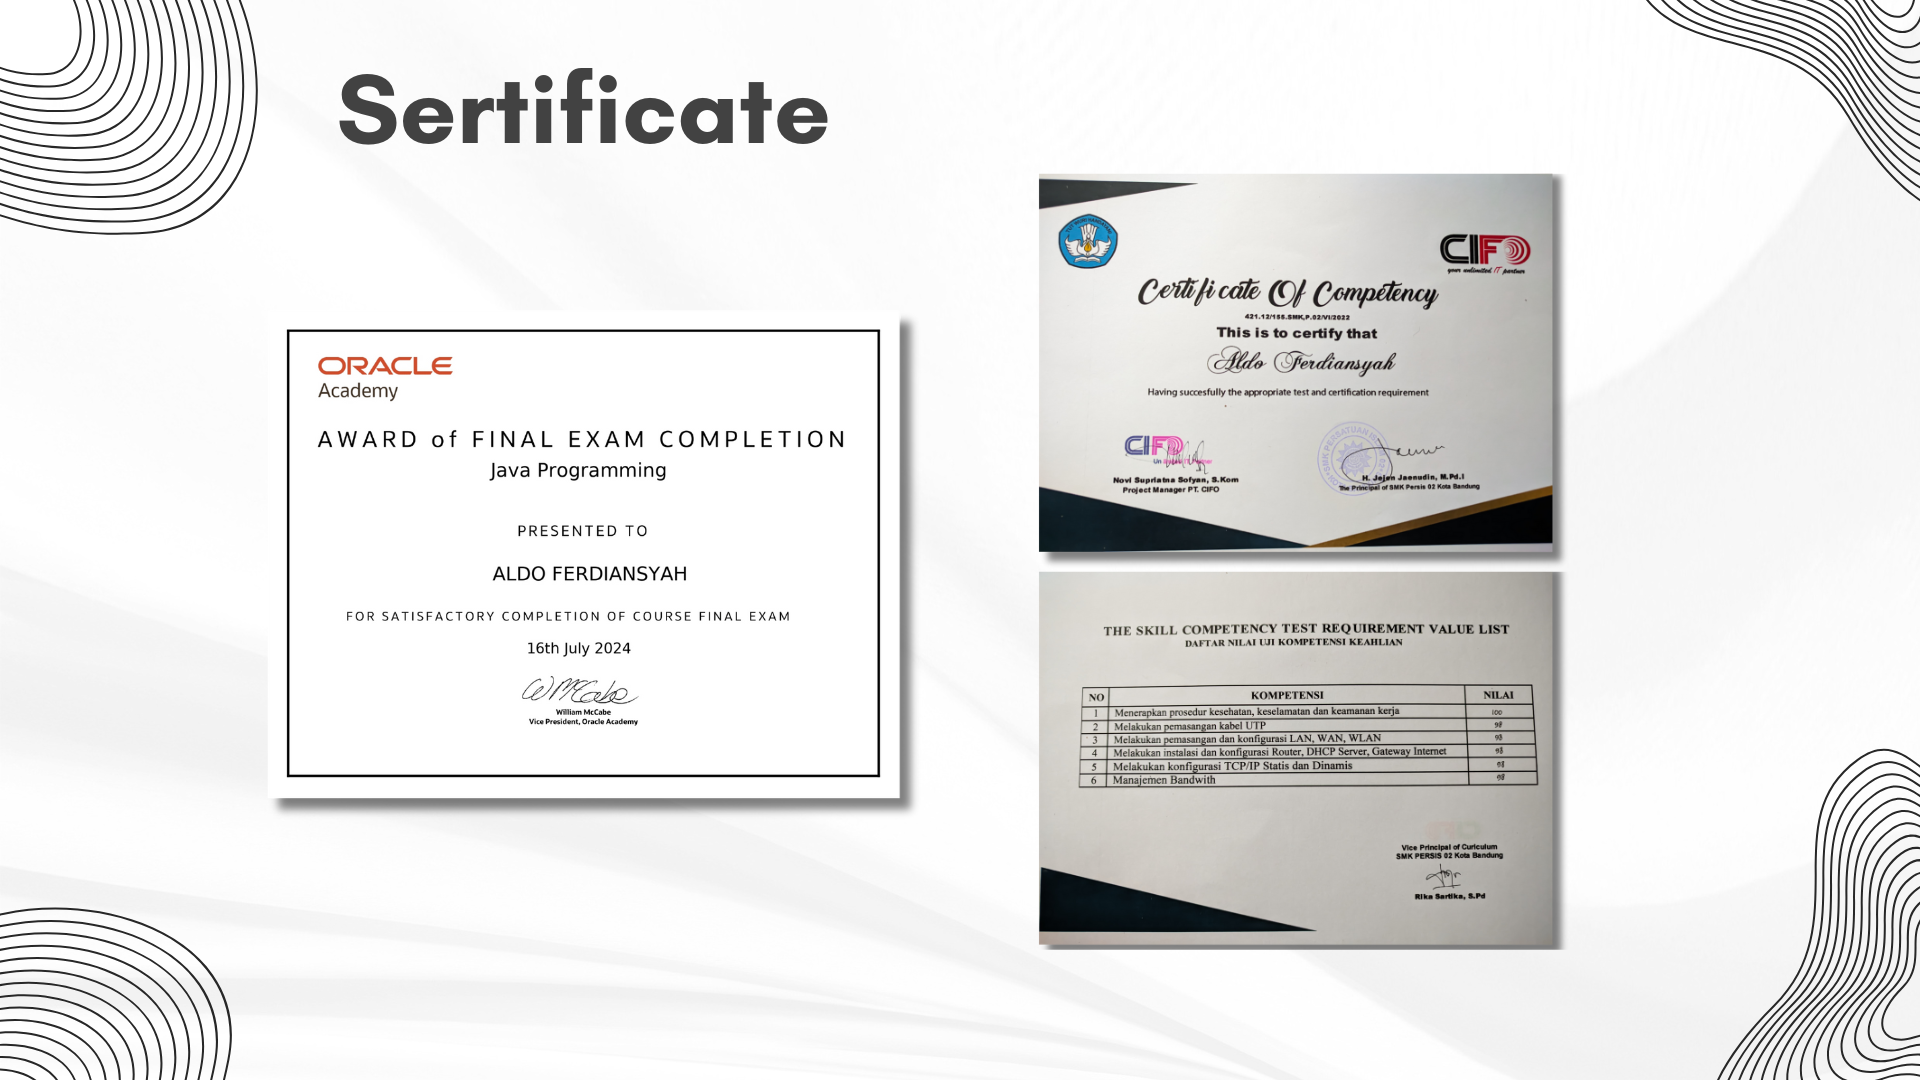 Sertificate
ORACLE
Academy
AWARD of FINAL EXAM COMPLETION
Java Programming
PRESENTED TO
ALDO FERDIANSYAH
FOR SATISFACTORY COMPLETION OF COURSE FINAL EXAM
16th July 2024
William McCabe
Vice President, Oracle Academy
CIFO
your unlimited IT partner
Certificate Of Competency
421.12/155.SMK.P.02/VI/2022
This is to certify that
Aldo Ferdiansyah
Having succesfully the appropriate test and certification requirement
CIFO
Novi Supriatna Sofyan, S.Kom
Project Manager PT. CIFO
H. Jejen Jaenudin, M.Pd.I
The Principal of SMK Persis 02 Kota Bandung
THE SKILL COMPETENCY TEST REQUIREMENT VALUE LIST
DAFTAR NILAI UJI KOMPETENSI KEAHLIAN
NO KOMPETENSI NILAI
1 Menerapkan prosedur kesehatan, keselamatan dan keamanan kerja 100
2 Melakukan pemasangan kabel UTP 98
3 Melakukan pemasangan dan konfigurasi LAN, WAN, WLAN 98
4 Melakukan instalasi dan konfigurasi Router, DHCP Server, Gateway Internet 98
5 Melakukan konfigurasi TCP/IP Statis dan Dinamis 98
6 Manajemen Bandwith 98
Vice Principal of Curiculum
SMK PERSIS 02 Kota Bandung
Rika Sartika, S.Pd